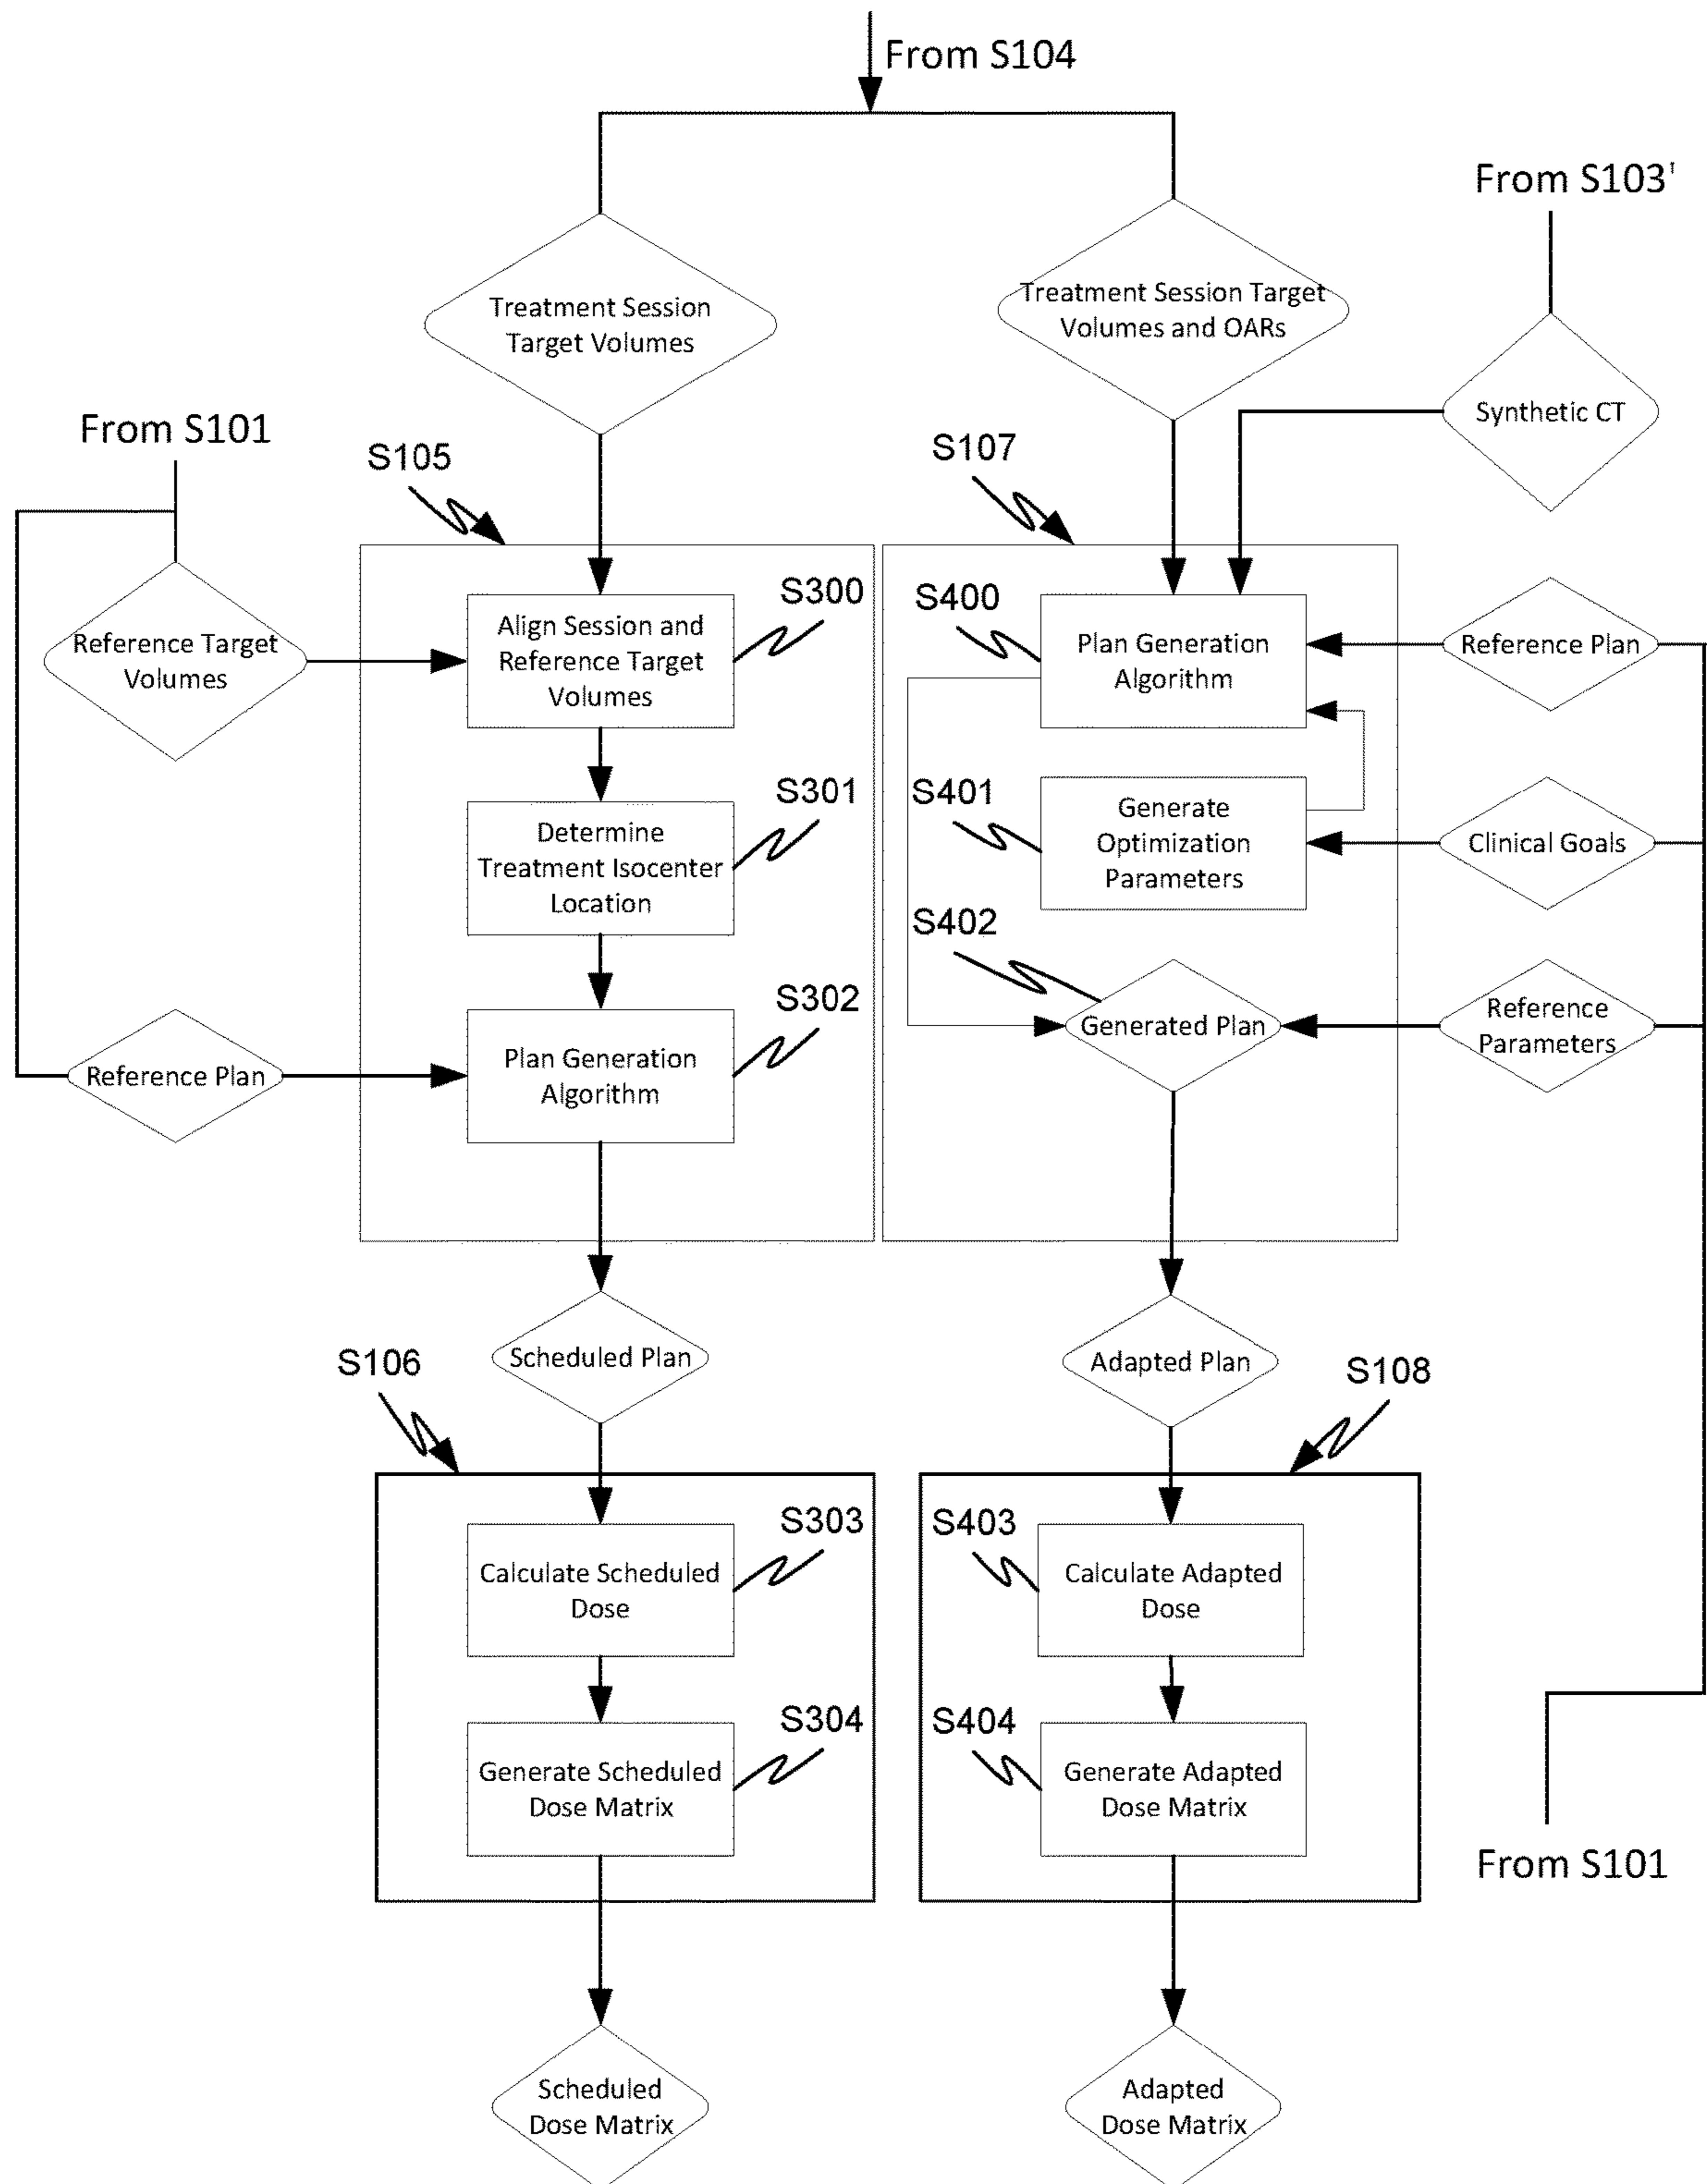 From S104
From S103'
Treatment Session
Target Volumes
Treatment Session Target
Volumes and OARs
Synthetic CT
From S101
S105
S107
S300
S400
Reference Target
Volumes
Align Session and
Reference Target
Volumes
Plan Generation
Algorithm
Reference Plan
S301
S401
Determine
Treatment Isocenter
Location
Generate
Optimization
Parameters
Clinical Goals
S402
S302
Reference Plan
Plan Generation
Algorithm
Generated Plan
Reference
Parameters
Scheduled Plan
Adapted Plan
S106
S108
S303
S403
Calculate Scheduled
Dose
Calculate Adapted
Dose
S304
S404
Generate Scheduled
Dose Matrix
Generate Adapted
Dose Matrix
From S101
Scheduled
Dose Matrix
Adapted
Dose Matrix